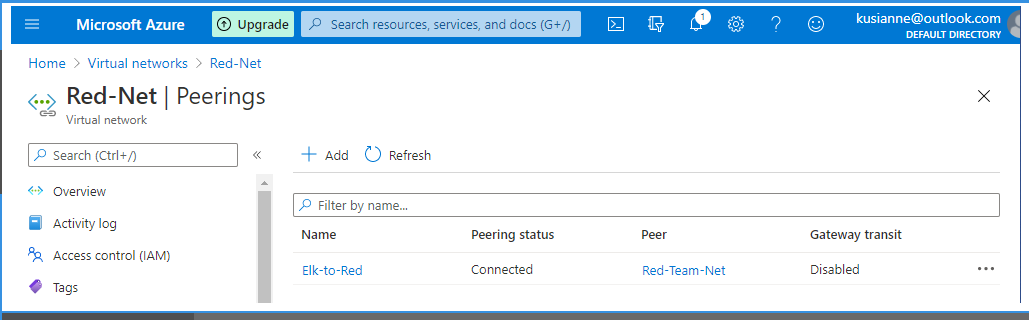 Microsoft Azure
Upgrade
Search resources, services, and docs (G+/)
1
kusianne@outlook.com
DEFAULT DIRECTORY
Home > Virtual networks > Red-Net
Red-Net | Peerings
Virtual network
Search (Ctrl+/)
Overview
Activity log
Access control (IAM)
Tags
Add
Refresh
Filter by name...
Name Peering status Peer Gateway transit
Elk-to-Red Connected Red-Team-Net Disabled